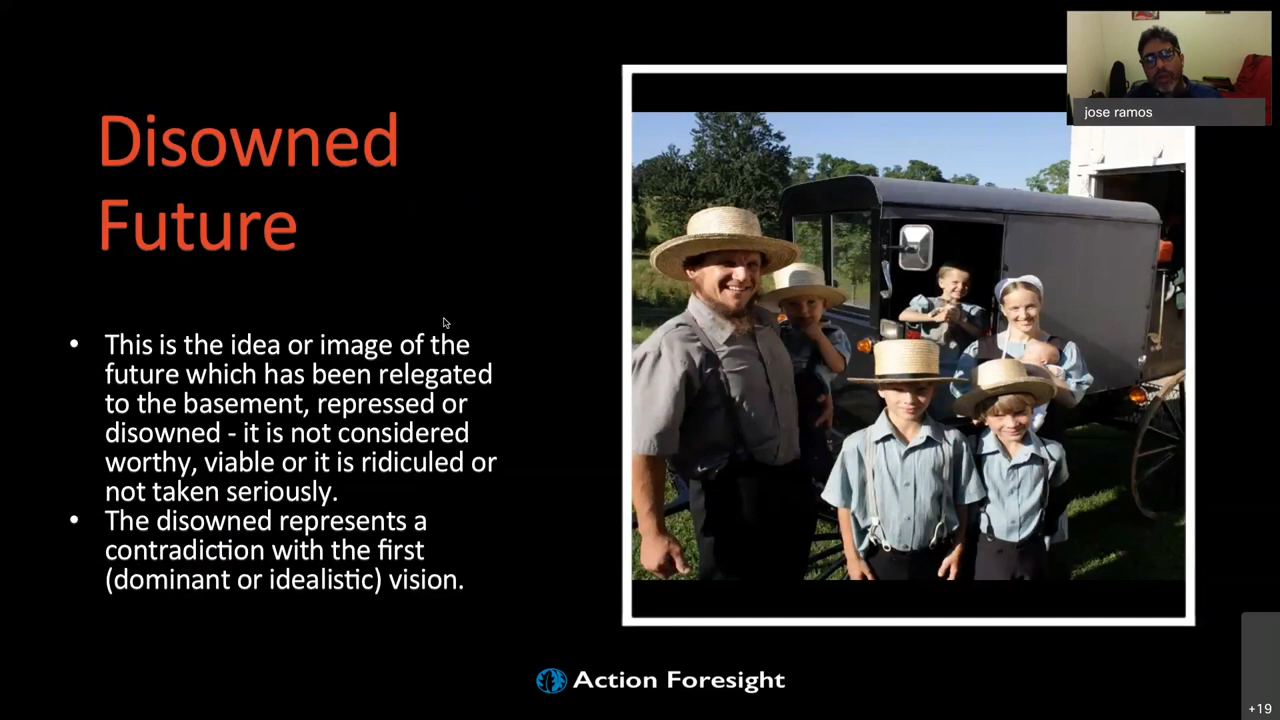 Disowned
Future
• This is the idea or image of the
future which has been relegated
to the basement, repressed or
disowned - it is not considered
worthy, viable or it is ridiculed or
not taken seriously.
• The disowned represents a
contradiction with the first
(dominant or idealistic) vision.
jose ramos
Action Foresight
+19